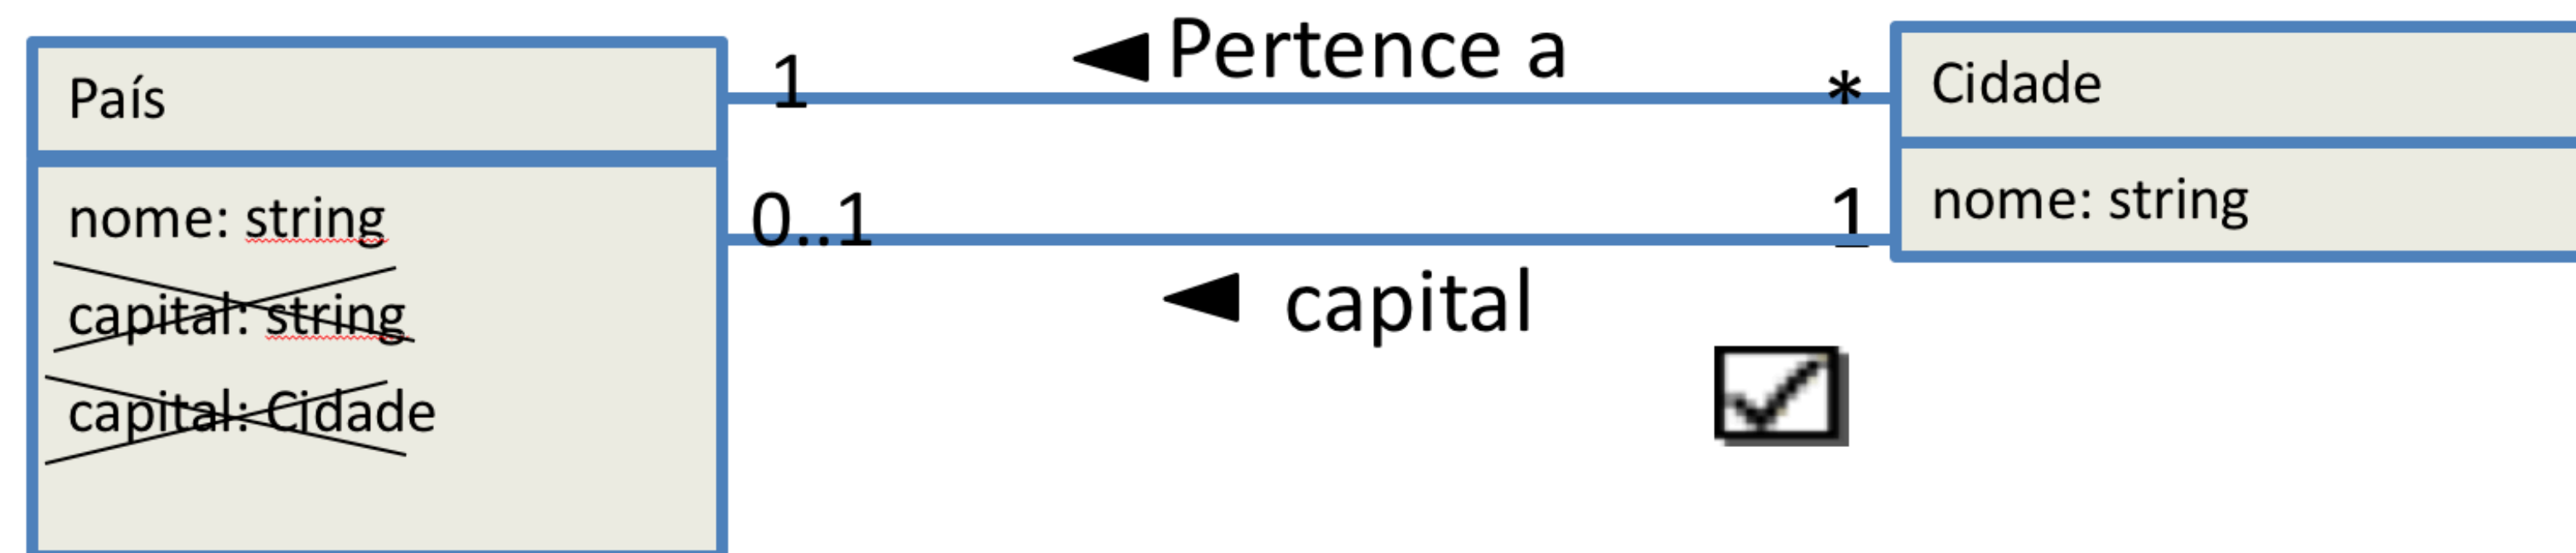 País
nome: string
capital: string
capital: Cidade
1
Pertence a
*
0..1
1
capital
Cidade
nome: string